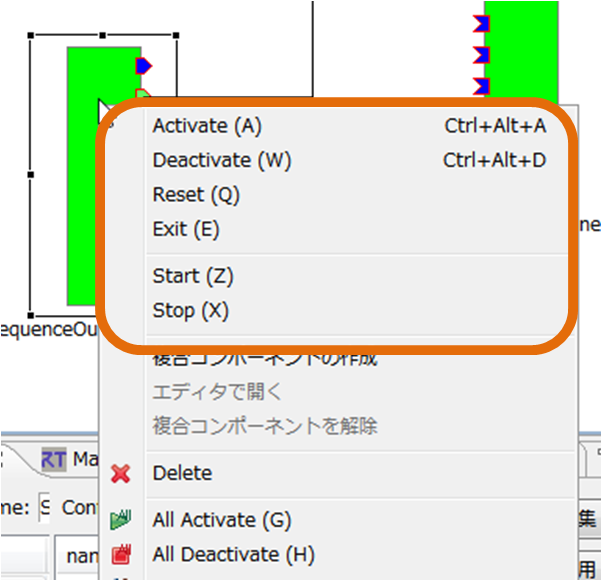 Activate (A) Ctrl+Alt+A
Deactivate (W) Ctrl+Alt+D
Reset (Q)
Exit (E)
ne
Start (Z)
Stop (X)
equenceOu
複合コンポーネントの作成
エディタで開く
複合コンポーネントを解除
RT Ma
Delete
me: S Con
All Activate (G)
集
nan
All Deactivate (H)
用